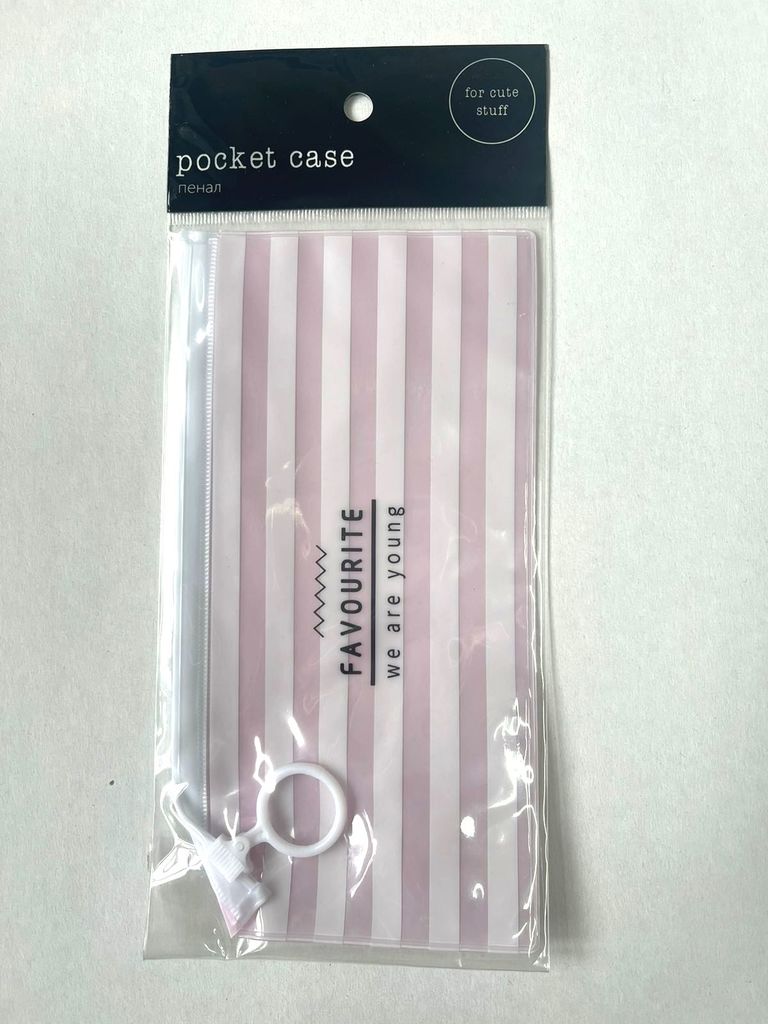 for cute
stuff
pocket case
пенал
FAVOURITE
we are young